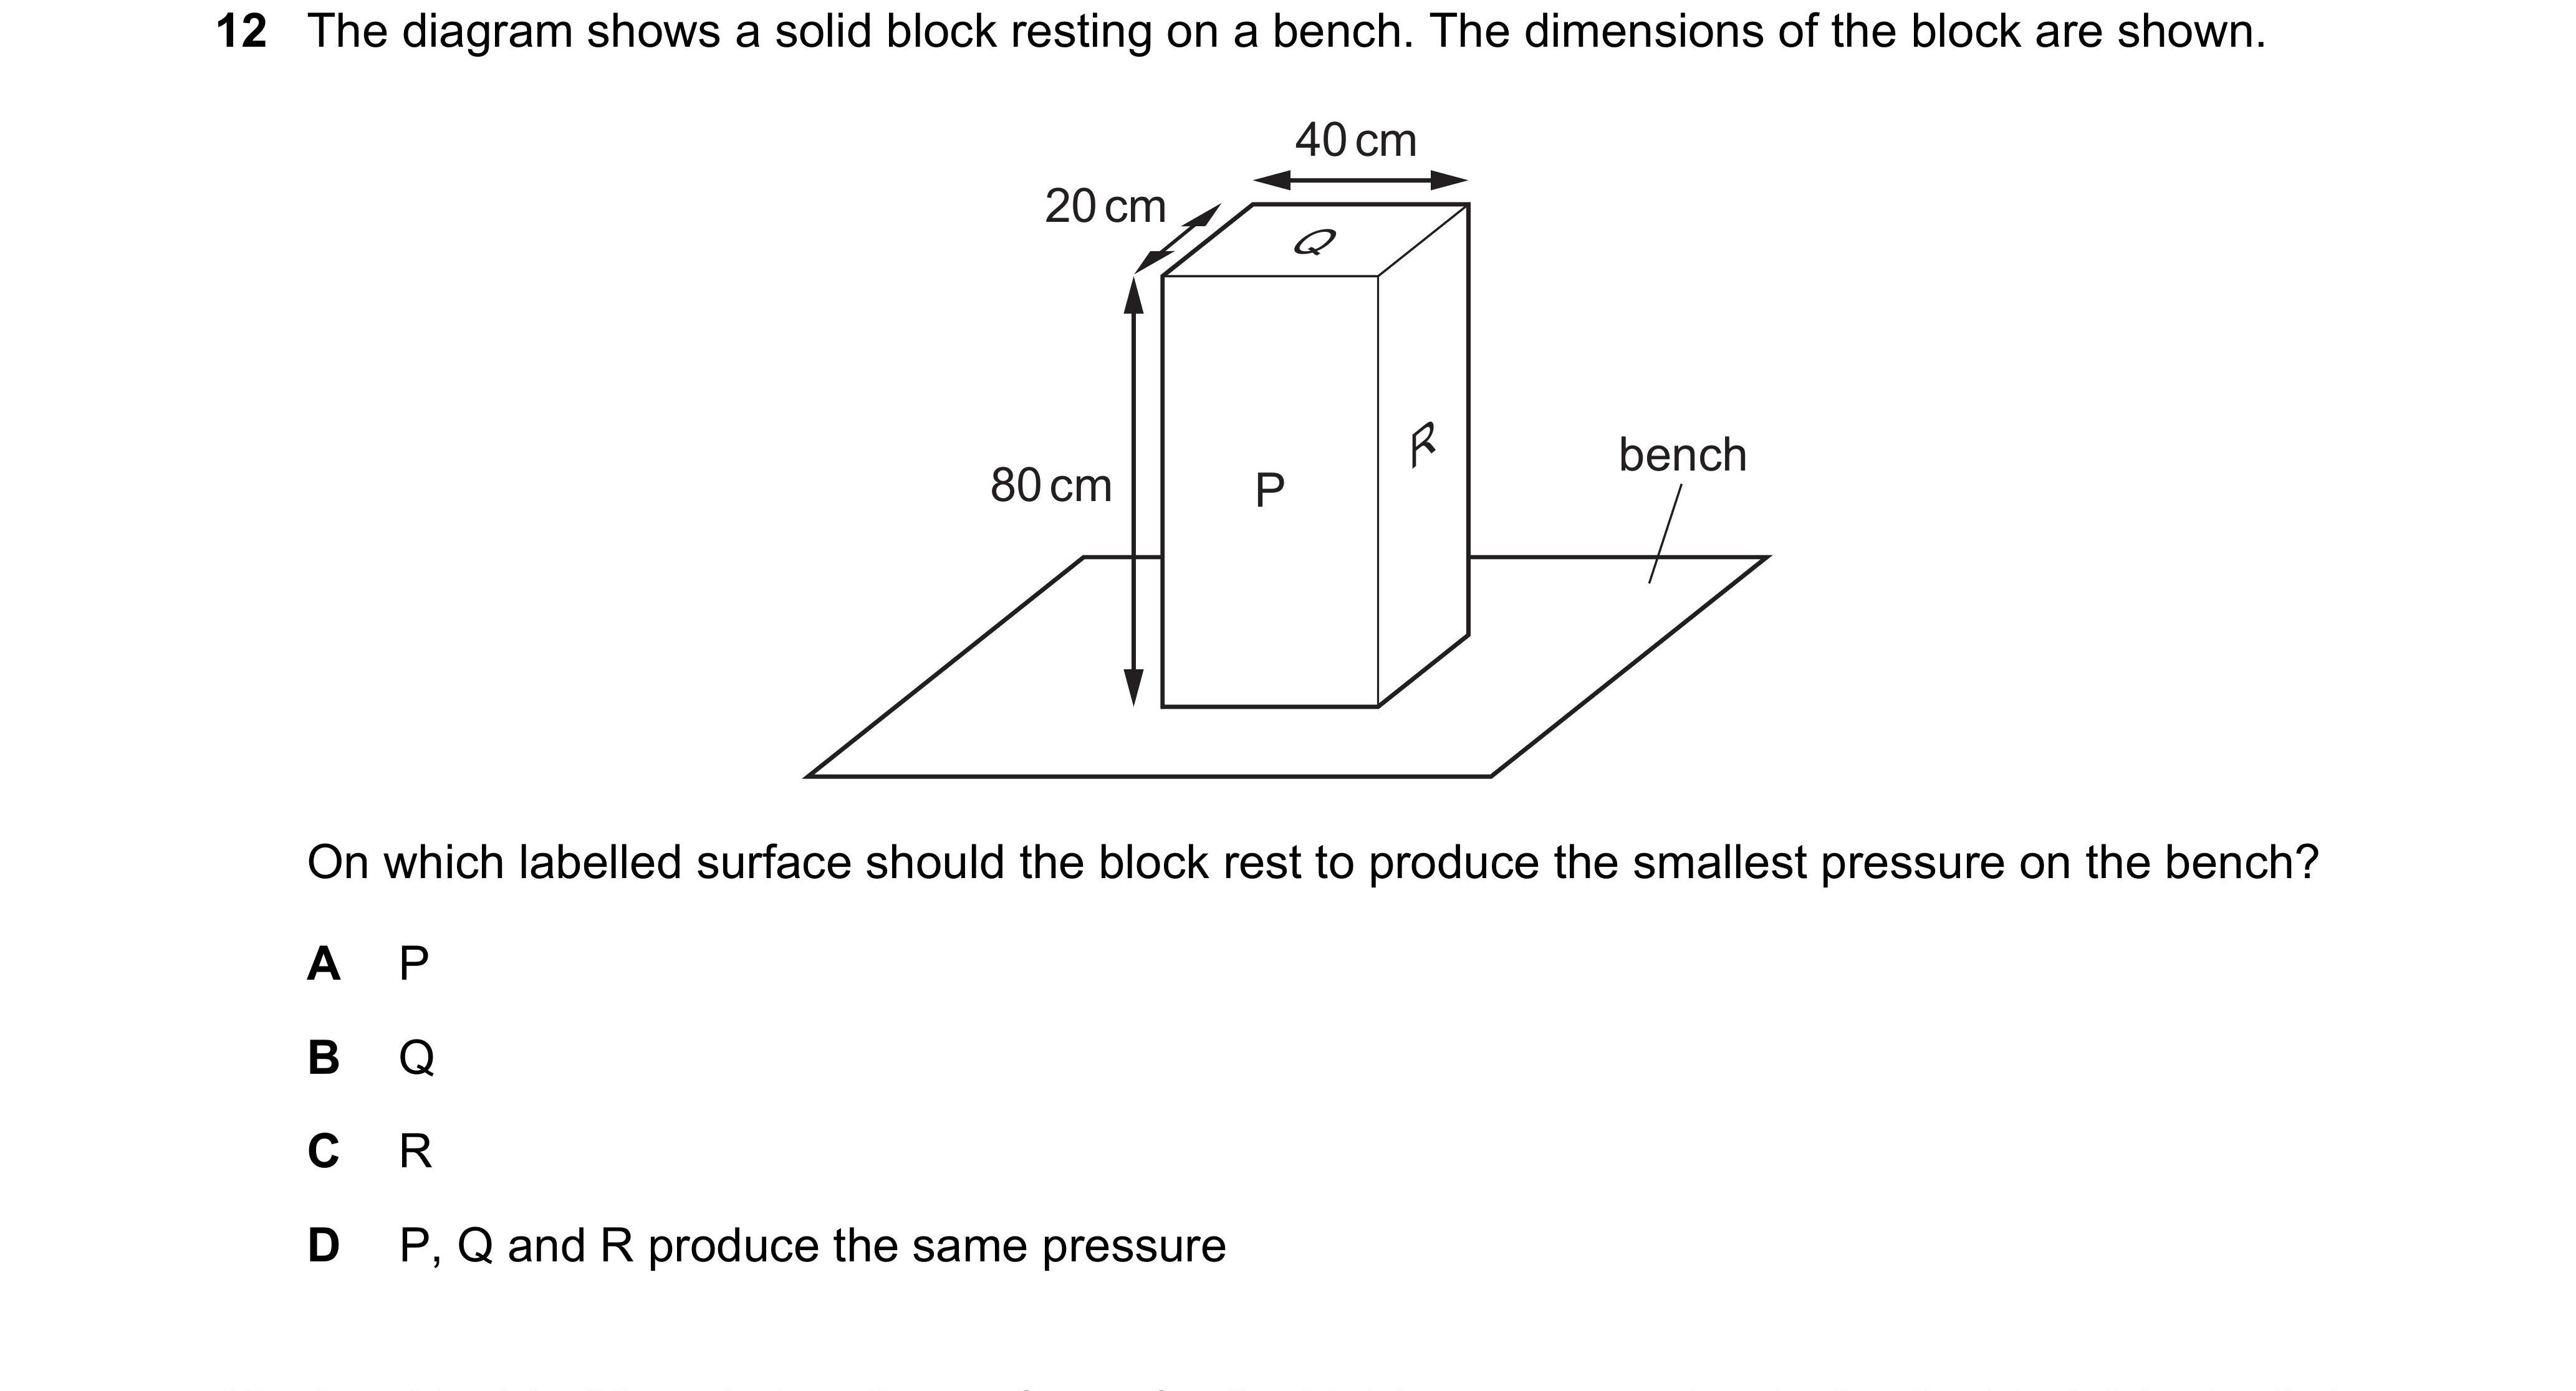 12 The diagram shows a solid block resting on a bench. The dimensions of the block are shown.
40 cm
20 cm
Q
80 cm
P
R
bench
On which labelled surface should the block rest to produce the smallest pressure on the bench?
A P
B Q
C R
D P, Q and R produce the same pressure